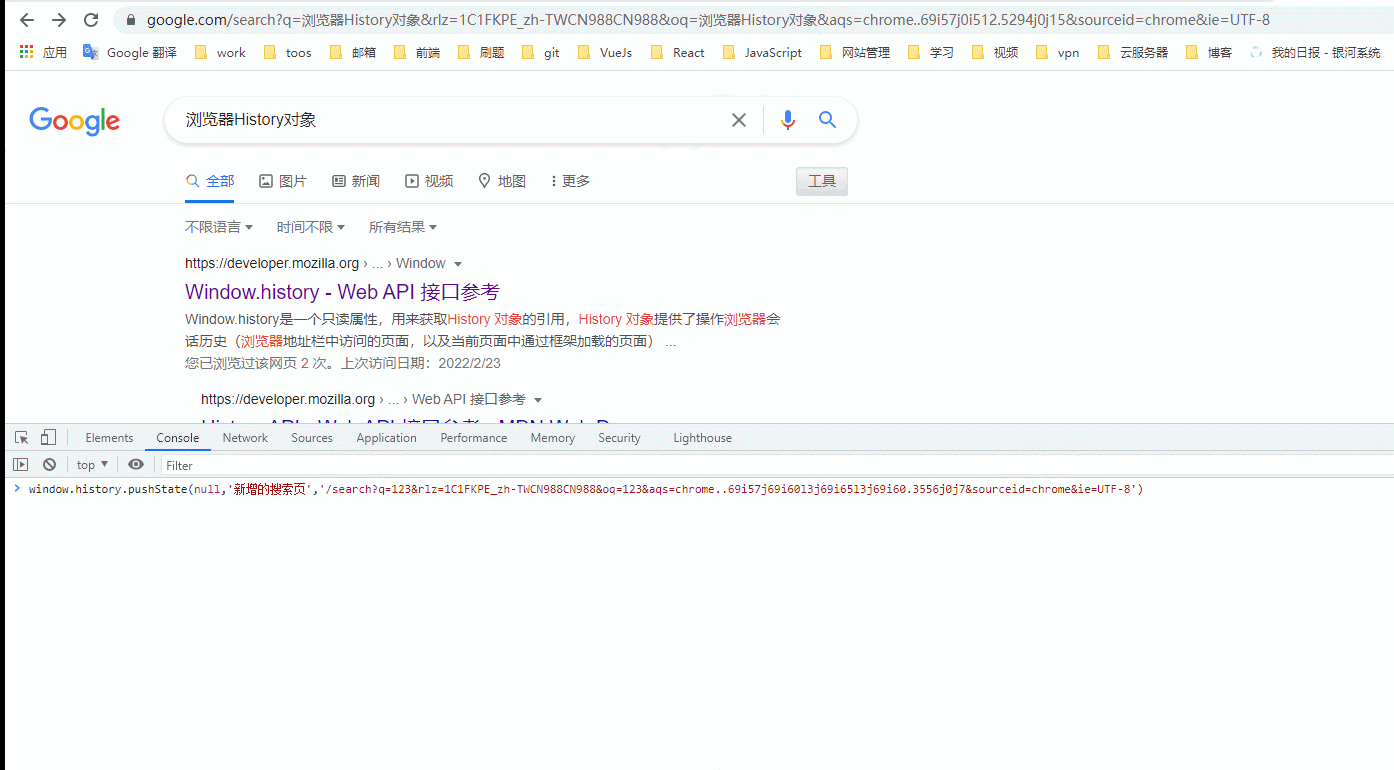 google.com/search?q=浏览器History对象&rlz=1C1FKPE_zh-TWCN988CN988&oq=浏览器History对象&aqs=chrome..69i57j0i512.5294j0j15&sourceid=chrome&ie=UTF-8
应用 Google 翻译 work toos 邮箱 前端 刷题 git VueJs React JavaScript 网站管理 学习 视频 vpn 云服务器 博客 我的日报 - 银河系统
Google 浏览器History对象
全部 图片 新闻 视频 地图 更多 工具
不限语言 时间不限 所有结果
https://developer.mozilla.org › ... › Window
Window.history - Web API 接口参考
Window.history是一个只读属性，用来获取History 对象的引用，History 对象提供了操作浏览器会
话历史（浏览器地址栏中访问的页面，以及当前页面中通过框架加载的页面） ...
您已浏览过该网页 2 次。上次访问日期：2022/2/23
https://developer.mozilla.org › ... › Web API 接口参考
Elements Console Network Sources Application Performance Memory Security Lighthouse
top Filter
window.history.pushState(null,'新增的搜索页','/search?q=123&rlz=1C1FKPE_zh-TWCN988CN988&oq=123&aqs=chrome..69i57j69i60l3j69i65l3j69i60.3556j0j7&sourceid=chrome&ie=UTF-8')